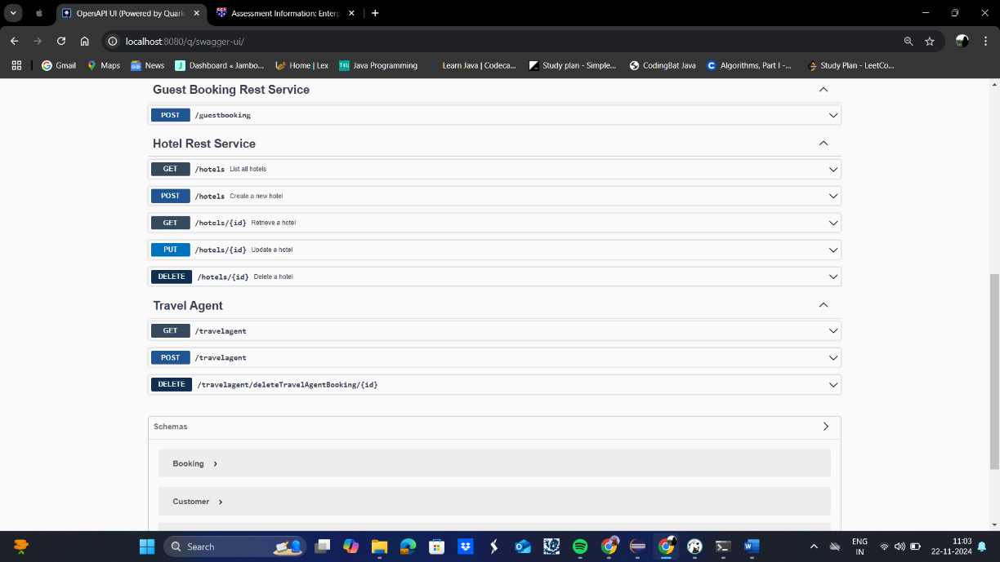 OpenAPI UI (Powered by Quark
Assessment Information: Enterp
localhost:8080/q/swagger-ui/
Gmail
Maps
News
Dashboard « Jambo...
Home | Lex
Java Programming
Learn Java | Codeca...
Study plan - Simple...
CodingBat Java
Algorithms, Part I -...
Study Plan - LeetCo...
Guest Booking Rest Service
POST /guestbooking
Hotel Rest Service
GET /hotels List all hotels
POST /hotels Create a new hotel
GET /hotels/{id} Retrieve a hotel
PUT /hotels/{id} Update a hotel
DELETE /hotels/{id} Delete a hotel
Travel Agent
GET /travelagent
POST /travelagent
DELETE /travelagent/deleteTravelAgentBooking/{id}
Schemas
Booking
Customer
Search
ENG
IN
11:03
22-11-2024